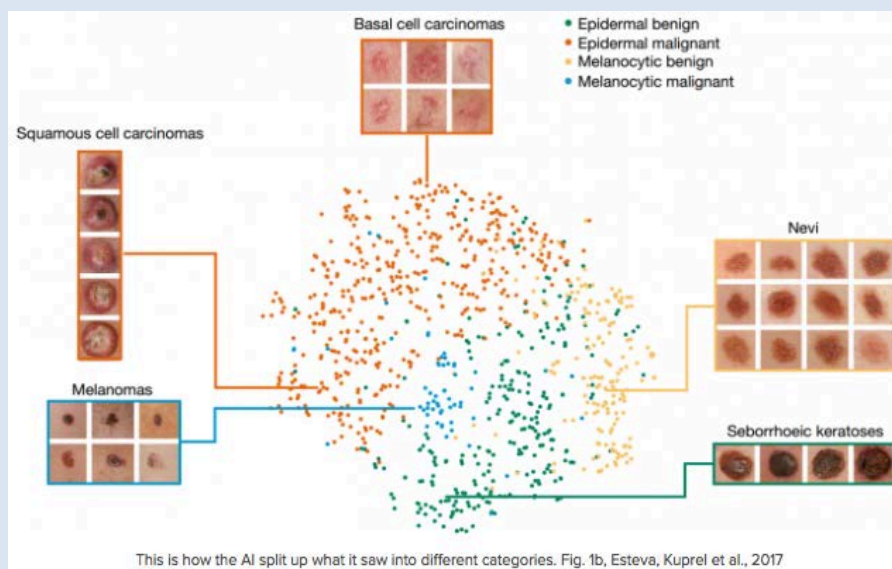 Basal cell carcinomas
Epidermal benign
Epidermal malignant
Melanocytic benign
Melanocytic malignant
Squamous cell carcinomas
Nevi
Melanomas
Seborrhoeic keratoses
This is how the AI split up what it saw into different categories. Fig. 1b, Esteva, Kuprel et al., 2017